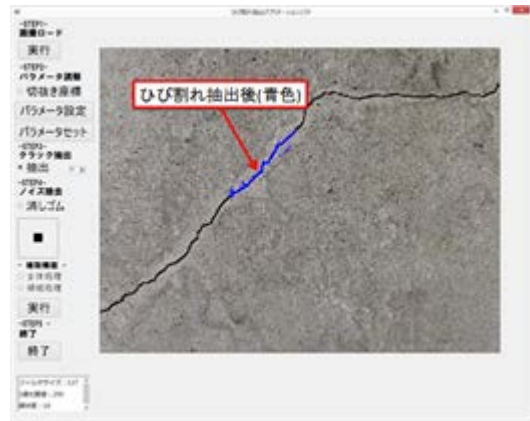 -STEP1-
画像ロード
実行
-STEP2-
パラメータ調整
切抜き座標
パラメータ設定
パラメータセット
-STEP3-
クラック抽出
抽出
-STEP4-
ノイズ除去
消しゴム
実行
-STEP5-
終了
終了
ひび割れ抽出後(青色)